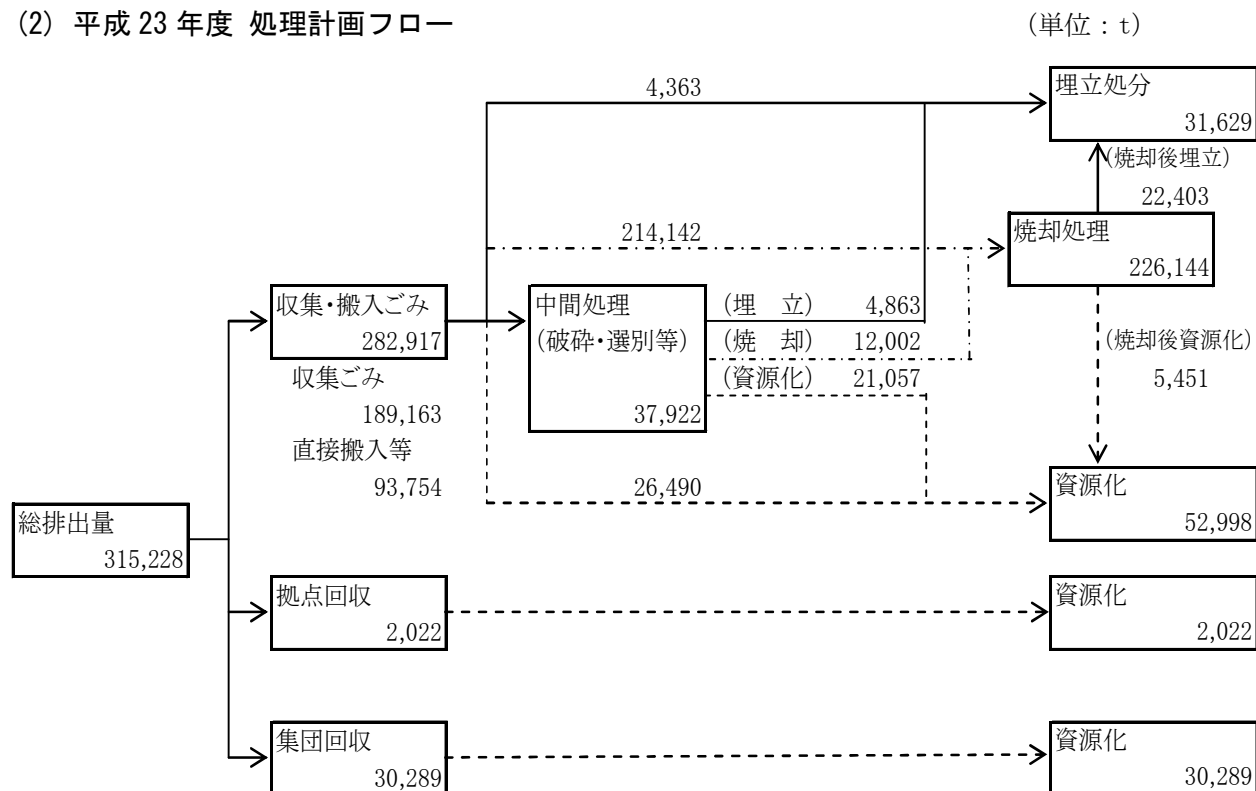 (2) 平成 23 年度 処理計画フロー
(単位：t)
4,363
埋立処分
31,629
(焼却後埋立)
22,403
214,142
焼却処理
226,144
収集・搬入ごみ
282,917
中間処理
(破砕・選別等)
37,922
(埋 立) 4,863
(焼 却) 12,002
(資源化) 21,057
(焼却後資源化)
5,451
収集ごみ
189,163
直接搬入等
93,754
26,490
資源化
52,998
総排出量
315,228
拠点回収
2,022
資源化
2,022
集団回収
30,289
資源化
30,289